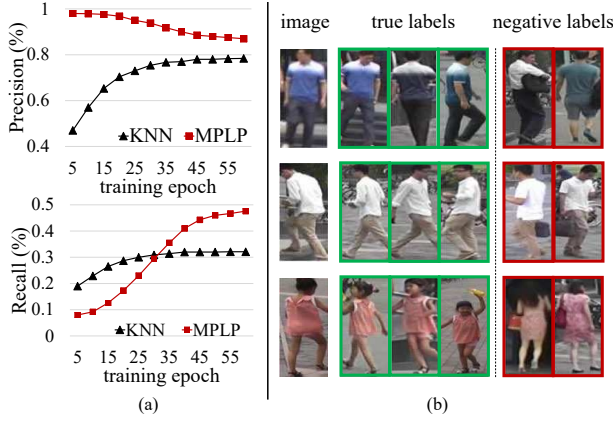 1
0.8
0.6
0.4
Precision (%)
KNN MPLP
5 15 25 35 45 55
training epoch
0.5
0.4
0.3
0.2
0.1
0
Recall (%)
KNN MPLP
5 15 25 35 45 55
training epoch
(a)
image true labels negative labels
(b)